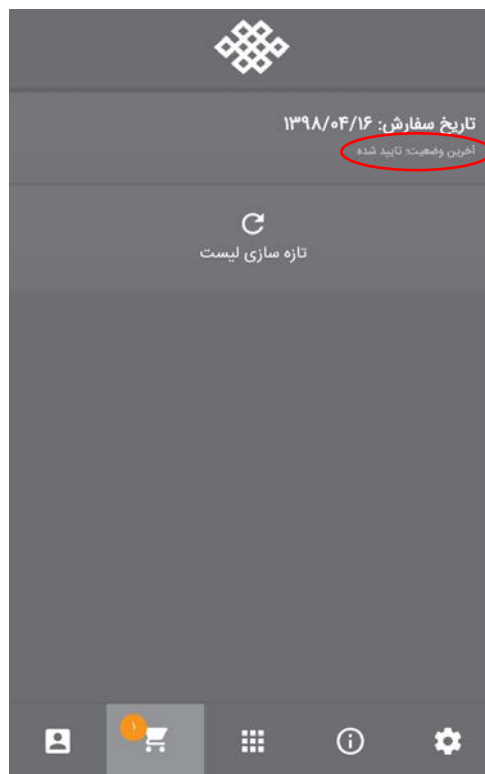 تاریخ سفارش: ۱۳۹۸/۰۴/۱۶
آخرین وضعیت: تایید شده
تازه سازی لیست
۱